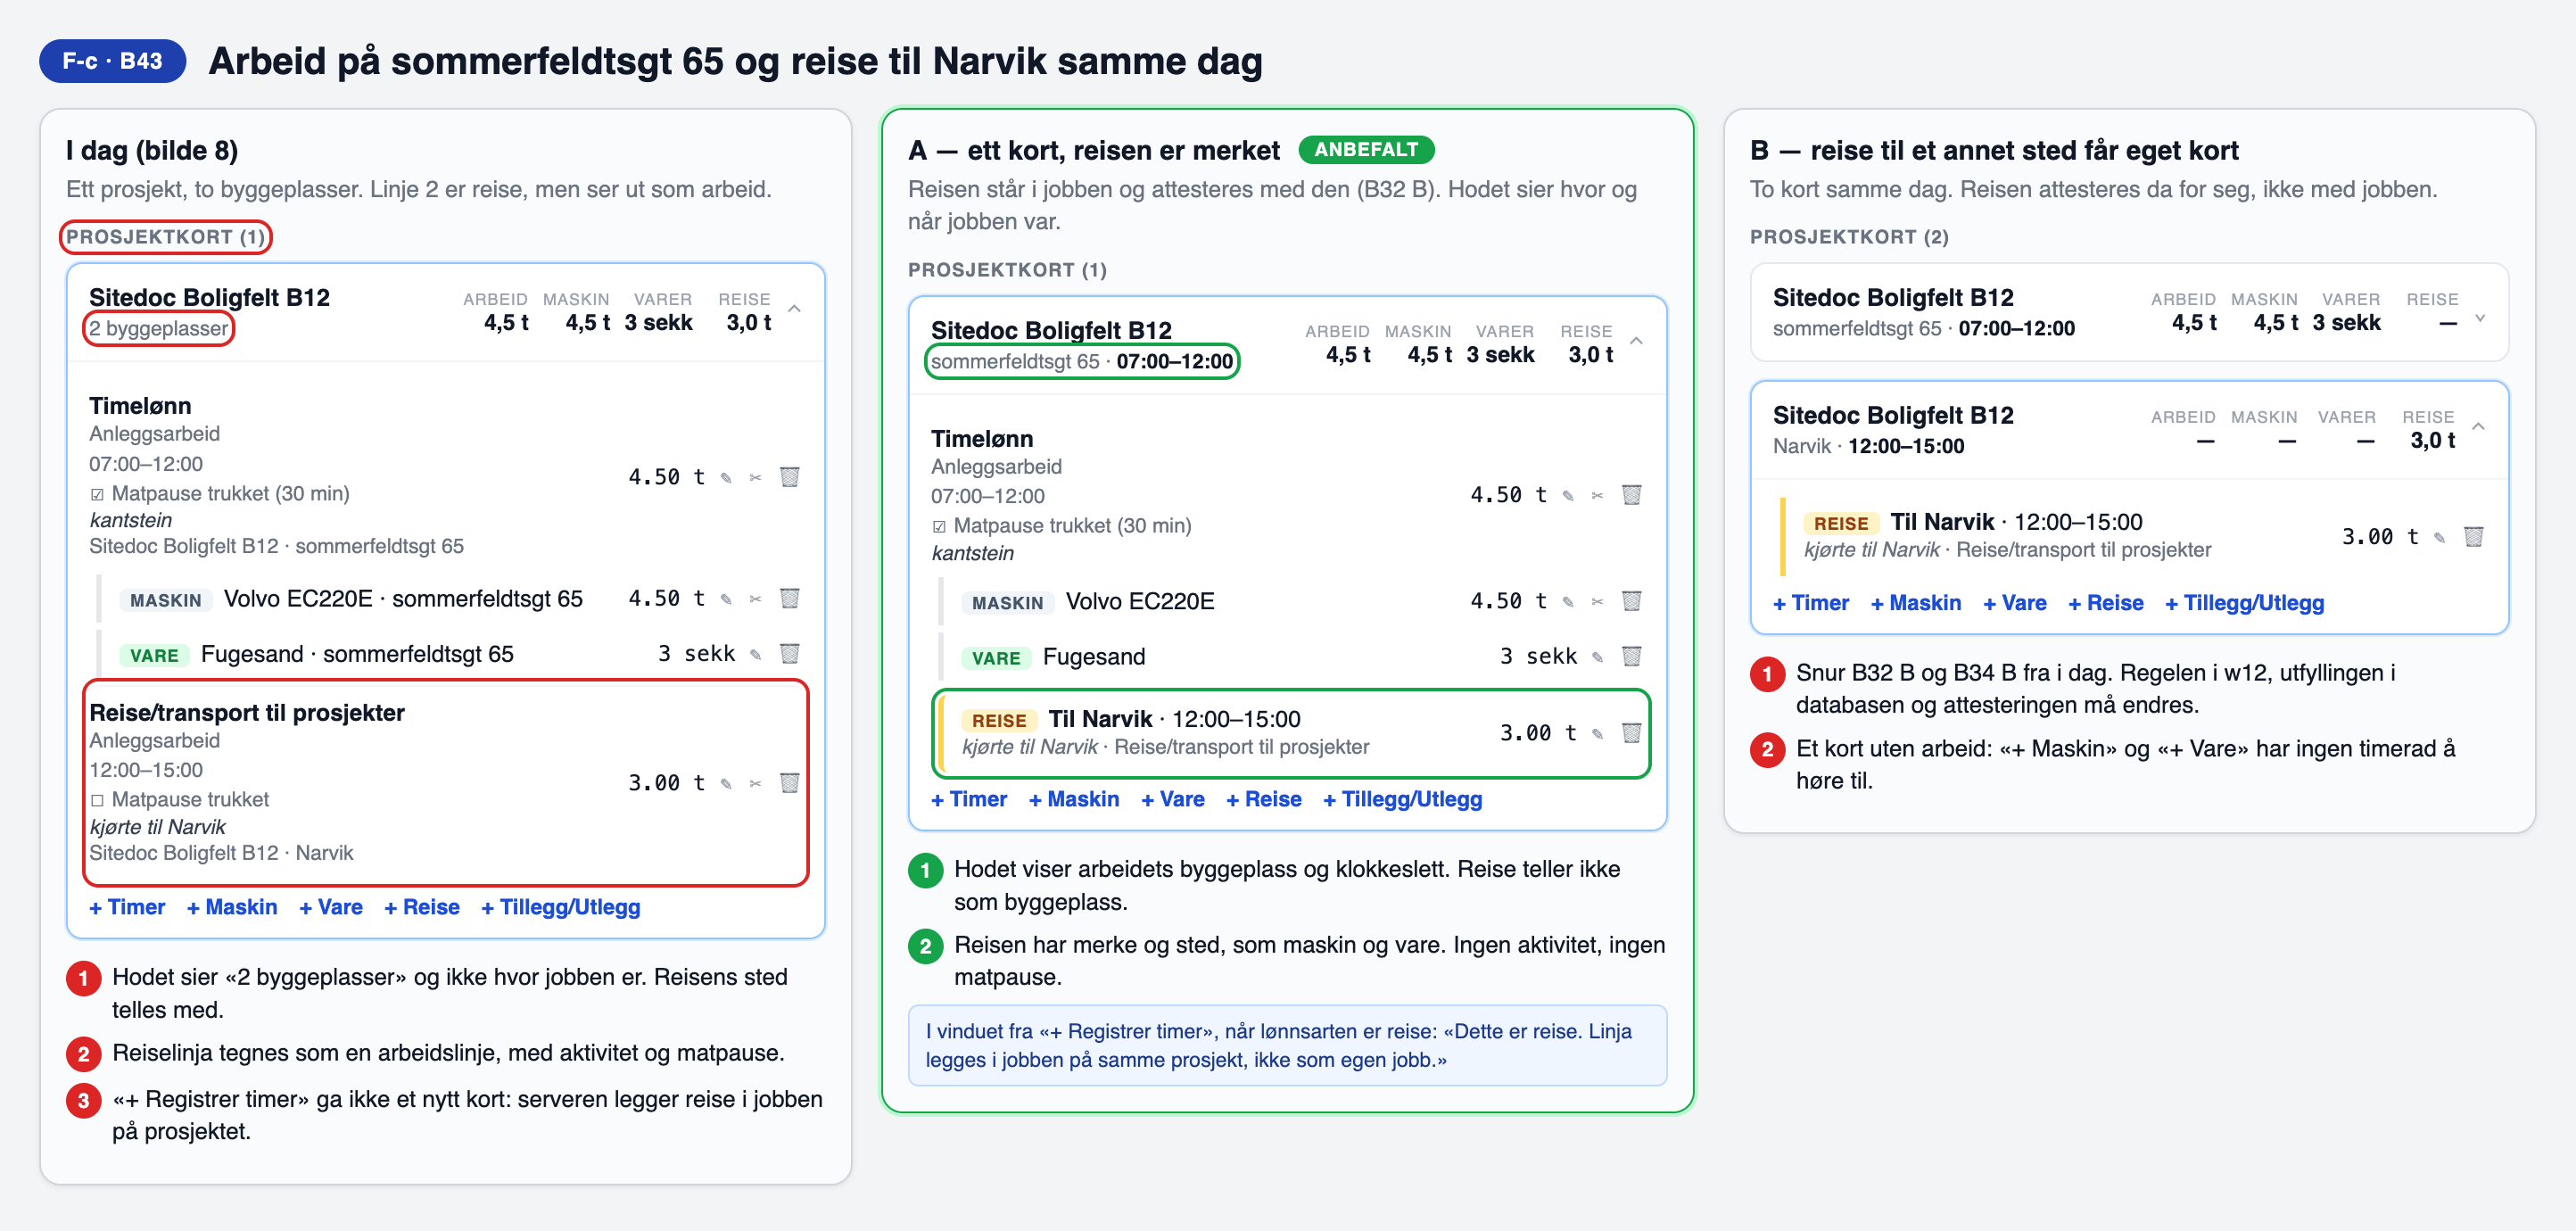 F-c · B43 Arbeid på sommerfeldtsgt 65 og reise til Narvik samme dag
I dag (bilde 8)
Ett prosjekt, to byggeplasser. Linje 2 er reise, men ser ut som arbeid.
PROSJEKTKORT (1)
Sitedoc Boligfelt B12
2 byggeplasser
ARBEID MASKIN VARER REISE
4,5 t 4,5 t 3 sekk 3,0 t
Timelønn
Anleggsarbeid
07:00–12:00
☑ Matpause trukket (30 min)
kantstein
Sitedoc Boligfelt B12 · sommerfeldtsgt 65
4.50 t
MASKIN Volvo EC220E · sommerfeldtsgt 65 4.50 t
VARE Fugesand · sommerfeldtsgt 65 3 sekk
Reise/transport til prosjekter
Anleggsarbeid
12:00–15:00
☐ Matpause trukket
kjørte til Narvik
Sitedoc Boligfelt B12 · Narvik
3.00 t
+ Timer + Maskin + Vare + Reise + Tillegg/Utlegg
1 Hodet sier «2 byggeplasser» og ikke hvor jobben er. Reisens sted
telles med.
2 Reiselinja tegnes som en arbeidslinje, med aktivitet og matpause.
3 «+ Registrer timer» ga ikke et nytt kort: serveren legger reise i jobben
på prosjektet.
A — ett kort, reisen er merket ANBEFALT
Reisen står i jobben og attesteres med den (B32 B). Hodet sier hvor og
når jobben var.
PROSJEKTKORT (1)
Sitedoc Boligfelt B12
sommerfeldtsgt 65 · 07:00–12:00
ARBEID MASKIN VARER REISE
4,5 t 4,5 t 3 sekk 3,0 t
Timelønn
Anleggsarbeid
07:00–12:00
☑ Matpause trukket (30 min)
kantstein
4.50 t
MASKIN Volvo EC220E 4.50 t
VARE Fugesand 3 sekk
REISE Til Narvik · 12:00–15:00
kjørte til Narvik · Reise/transport til prosjekter
3.00 t
+ Timer + Maskin + Vare + Reise + Tillegg/Utlegg
1 Hodet viser arbeidets byggeplass og klokkeslett. Reise teller ikke
som byggeplass.
2 Reisen har merke og sted, som maskin og vare. Ingen aktivitet, ingen
matpause.
I vinduet fra «+ Registrer timer», når lønnsarten er reise: «Dette er reise. Linja
legges i jobben på samme prosjekt, ikke som egen jobb.»
B — reise til et annet sted får eget kort
To kort samme dag. Reisen attesteres da for seg, ikke med jobben.
PROSJEKTKORT (2)
Sitedoc Boligfelt B12
sommerfeldtsgt 65 · 07:00–12:00
ARBEID MASKIN VARER REISE
4,5 t 4,5 t 3 sekk —
Sitedoc Boligfelt B12
Narvik · 12:00–15:00
ARBEID MASKIN VARER REISE
— — — 3,0 t
REISE Til Narvik · 12:00–15:00
kjørte til Narvik · Reise/transport til prosjekter
3.00 t
+ Timer + Maskin + Vare + Reise + Tillegg/Utlegg
1 Snur B32 B og B34 B fra i dag. Regelen i w12, utfyllingen i
databasen og attesteringen må endres.
2 Et kort uten arbeid: «+ Maskin» og «+ Vare» har ingen timerad å
høre til.